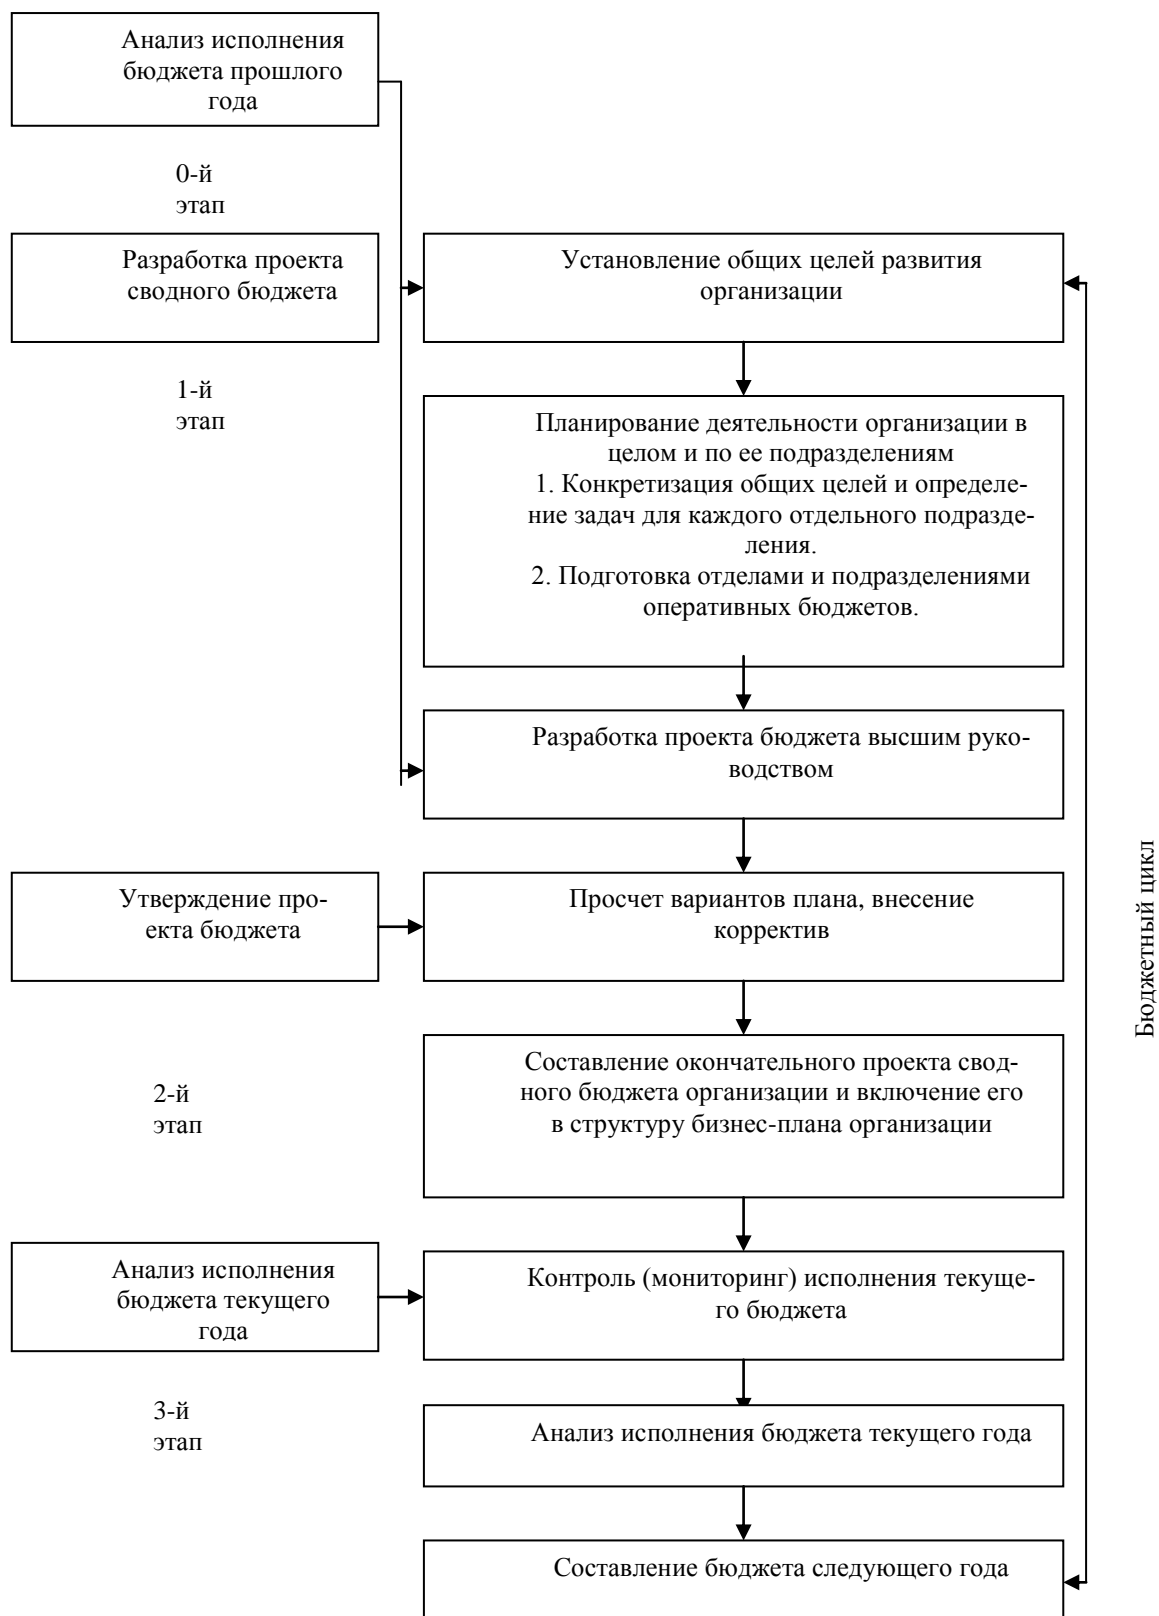 Анализ исполнения
бюджета прошлого
года
0-й
этап
Разработка проекта
сводного бюджета
Установление общих целей развития
организации
1-й
этап
Планирование деятельности организации в
целом и по ее подразделениям
1. Конкретизация общих целей и определе-
ние задач для каждого отдельного подразде-
ления.
2. Подготовка отделами и подразделениями
оперативных бюджетов.
Разработка проекта бюджета высшим руко-
водством
Утверждение про-
екта бюджета
Просчет вариантов плана, внесение
корректив
2-й
этап
Составление окончательного проекта свод-
ного бюджета организации и включение его
в структуру бизнес-плана организации
Анализ исполнения
бюджета текущего
года
Контроль (мониторинг) исполнения текуще-
го бюджета
3-й
этап
Анализ исполнения бюджета текущего года
Составление бюджета следующего года
Бюджетный цикл